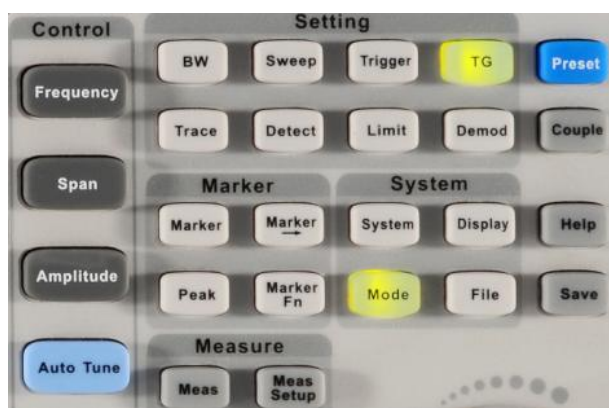 Control
Setting
BW
Sweep
Trigger
TG
Preset
Frequency
Trace
Detect
Limit
Demod
Couple
Span
Marker
System
Marker
Marker
→
System
Display
Help
Amplitude
Peak
Marker
Fn
Mode
File
Save
Measure
Auto Tune
Meas
Meas
Setup